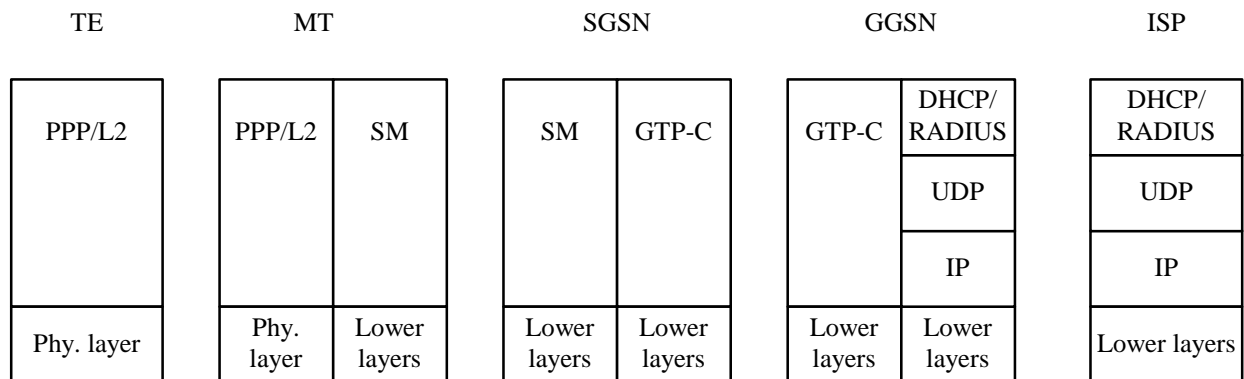 TE
MT
SGSN
GGSN
ISP
PPP/L2
Phy. layer
PPP/L2
SM
Phy.
layer
Lower
layers
SM
GTP-C
Lower
layers
Lower
layers
GTP-C
DHCP/
RADIUS
UDP
IP
Lower
layers
Lower
layers
DHCP/
RADIUS
UDP
IP
Lower layers